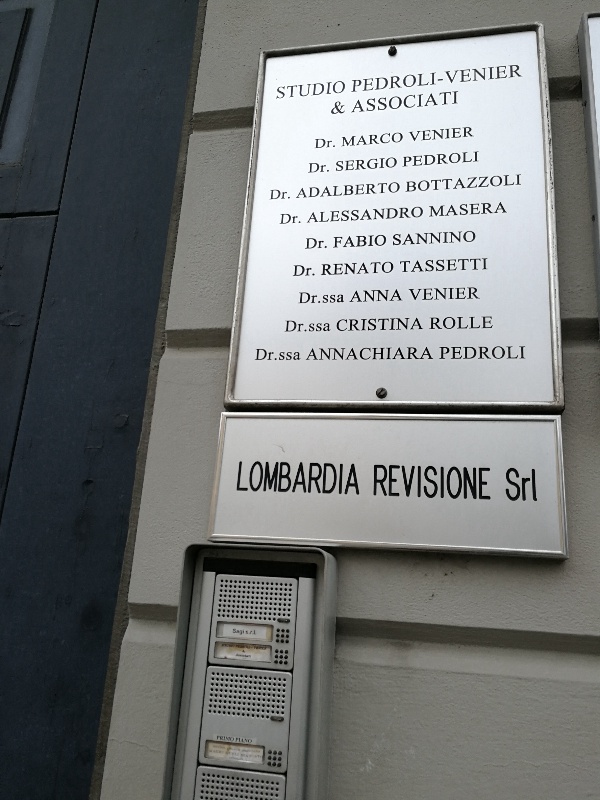 STUDIO PEDROLI-VENIER
& ASSOCIATI
Dr. MARCO VENIER
Dr. SERGIO PEDROLI
Dr. ADALBERTO BOTTAZZOLI
Dr. ALESSANDRO MASERA
Dr. FABIO SANNINO
Dr. RENATO TASSETTI
Dr.ssa ANNA VENIER
Dr.ssa CRISTINA ROLLE
Dr.ssa ANNACHIARA PEDROLI
LOMBARDIA REVISIONE Srl
Sagi s.r.l.
PRIMO PIANO